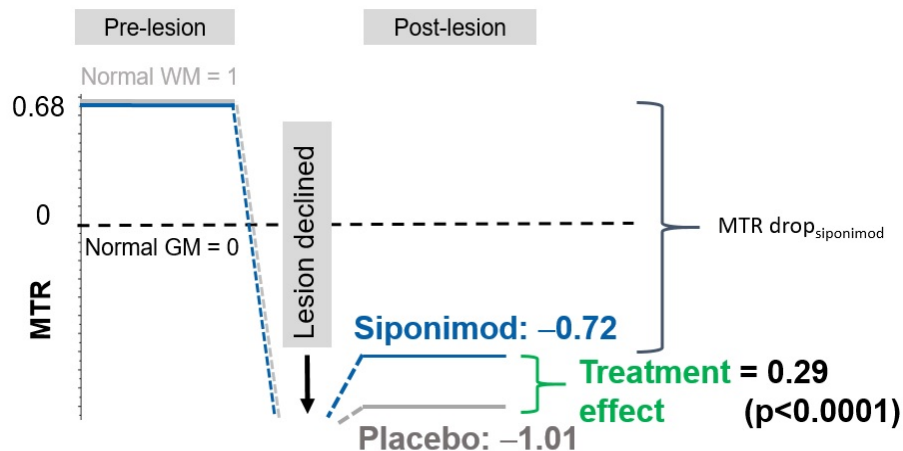 Pre-lesion
Post-lesion
Normal WM = 1
0.68
0
Normal GM = 0
MTR
Lesion declined
MTR drop siponimod
Siponimod: –0.72
Treatment = 0.29
effect (p<0.0001)
Placebo: –1.01